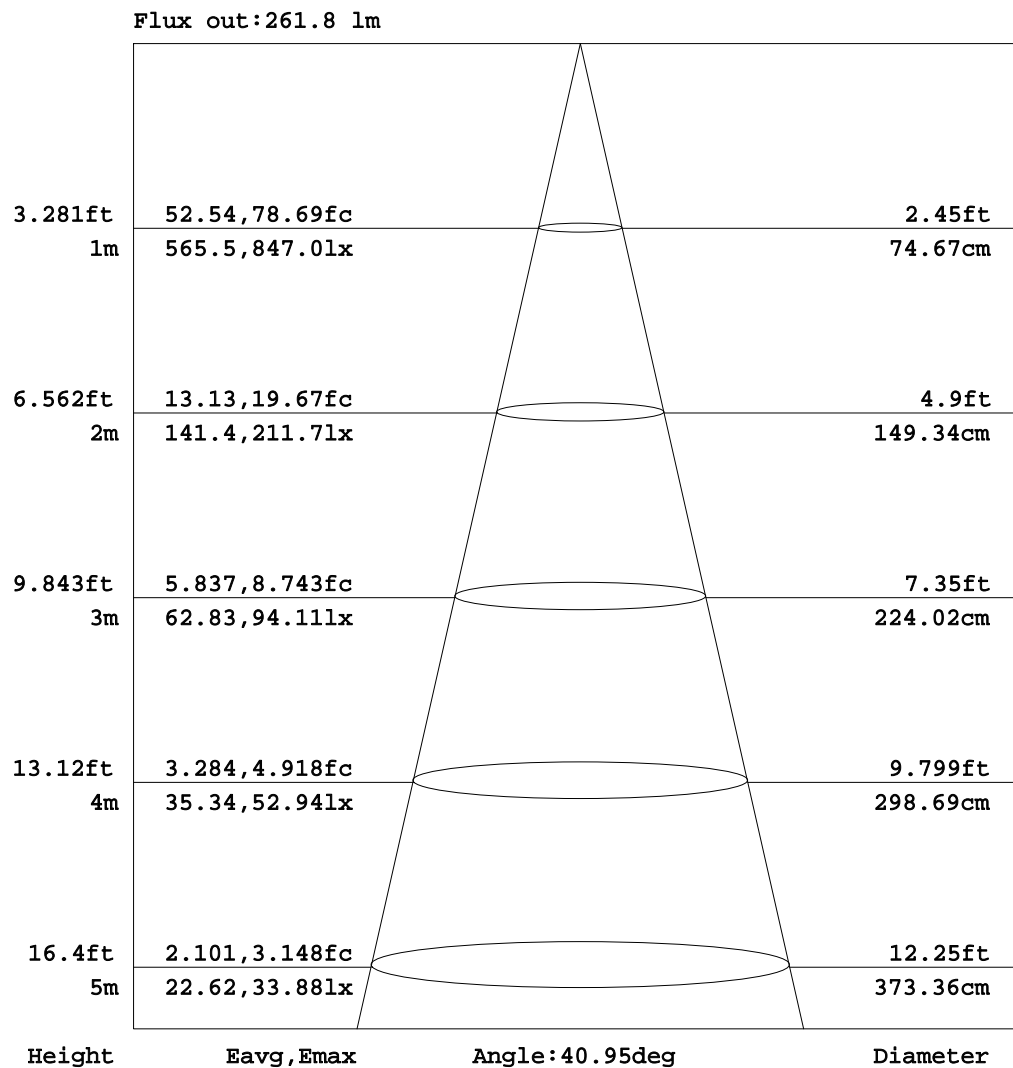 Flux out:261.8 lm
3.281ft 52.54,78.69fc 2.45ft
1m 565.5,847.0lx 74.67cm
6.562ft 13.13,19.67fc 4.9ft
2m 141.4,211.7lx 149.34cm
9.843ft 5.837,8.743fc 7.35ft
3m 62.83,94.11lx 224.02cm
13.12ft 3.284,4.918fc 9.799ft
4m 35.34,52.94lx 298.69cm
16.4ft 2.101,3.148fc 12.25ft
5m 22.62,33.88lx 373.36cm
Height Eavg,Emax Angle:40.95deg Diameter